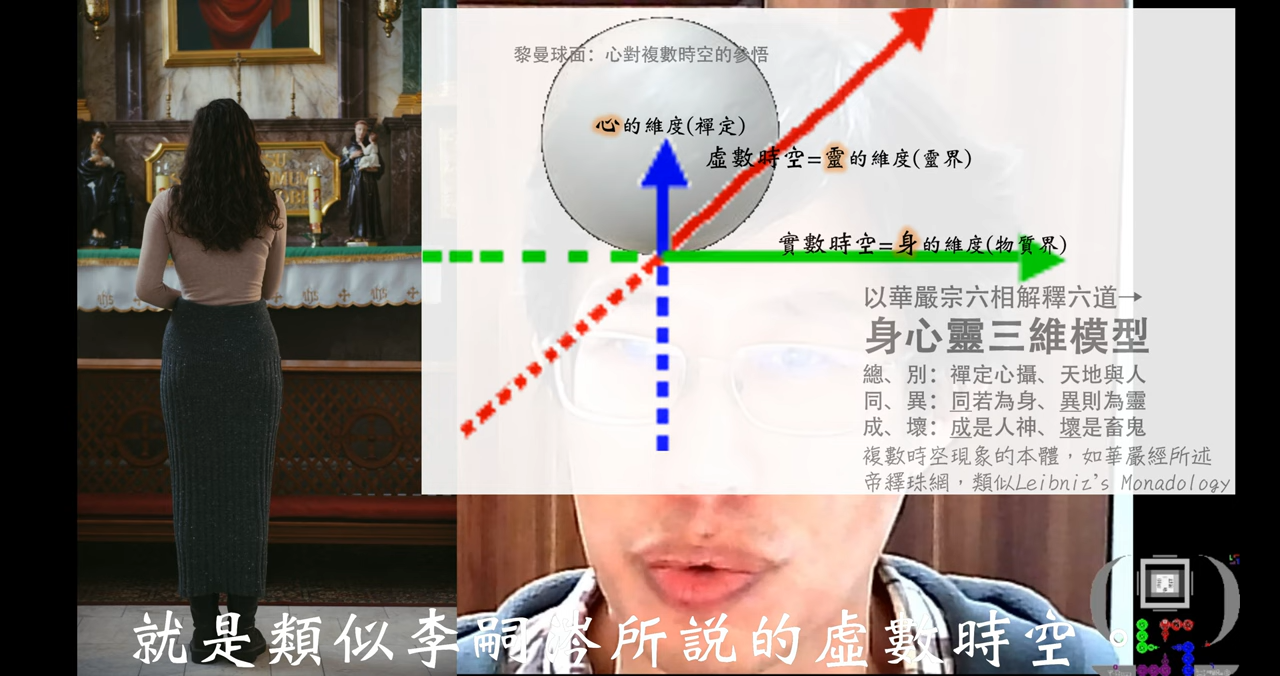 黎曼球面：心對複數時空的參悟
心的維度(禪定)
虛數時空=靈的維度(靈界)
實數時空=身的維度(物質界)
以華嚴宗六相解釋六道→
身心靈三維模型
總、別：禪定心攝、天地與人
同、異：同若為身、異則為靈
成、壞：成是人神、壞是畜鬼
複數時空現象的本體，如華嚴經所述
帝釋珠網，類似Leibniz's Monadology
就是類似李嗣涔所說的虛數時空